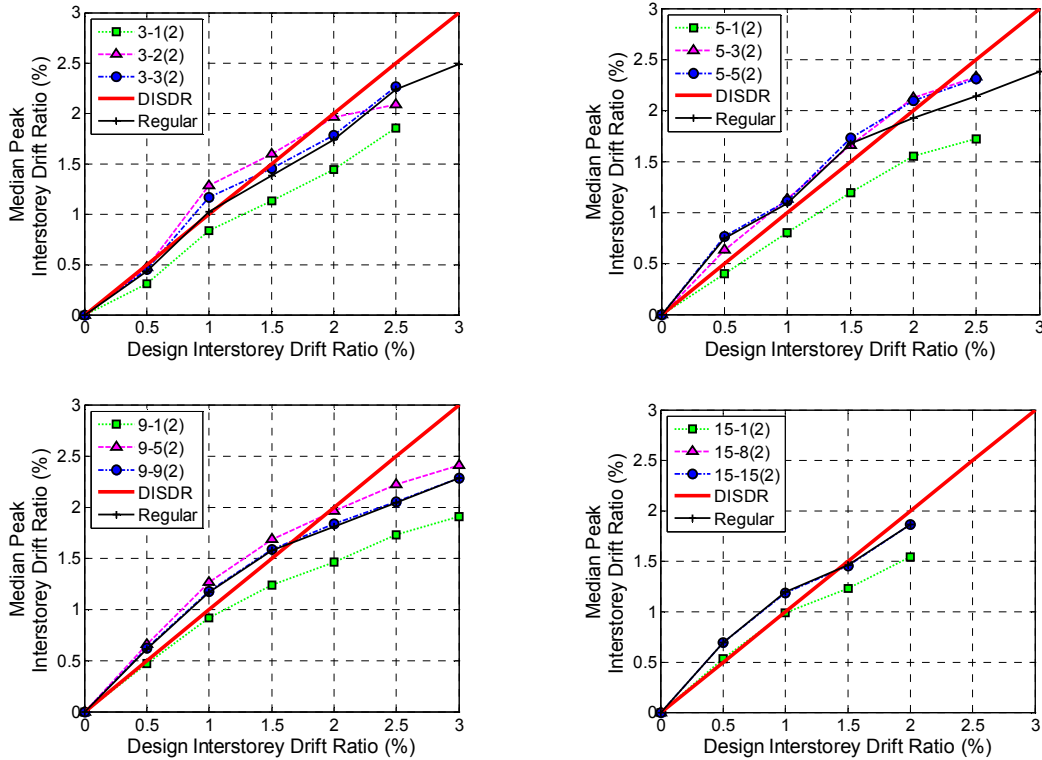 Median Peak
Interstorey Drift Ratio (%)
3
2.5
2
1.5
1
0.5
0
3-1(2)
3-2(2)
3-3(2)
DISDR
Regular
0 0.5 1 1.5 2 2.5 3
Design Interstorey Drift Ratio (%)
Median Peak
Interstorey Drift Ratio (%)
3
2.5
2
1.5
1
0.5
0
5-1(2)
5-3(2)
5-5(2)
DISDR
Regular
0 0.5 1 1.5 2 2.5 3
Design Interstorey Drift Ratio (%)
Median Peak
Interstorey Drift Ratio (%)
3
2.5
2
1.5
1
0.5
0
9-1(2)
9-5(2)
9-9(2)
DISDR
Regular
0 0.5 1 1.5 2 2.5 3
Design Interstorey Drift Ratio (%)
Median Peak
Interstorey Drift Ratio (%)
3
2.5
2
1.5
1
0.5
0
15-1(2)
15-8(2)
15-15(2)
DISDR
Regular
0 0.5 1 1.5 2 2.5 3
Design Interstorey Drift Ratio (%)